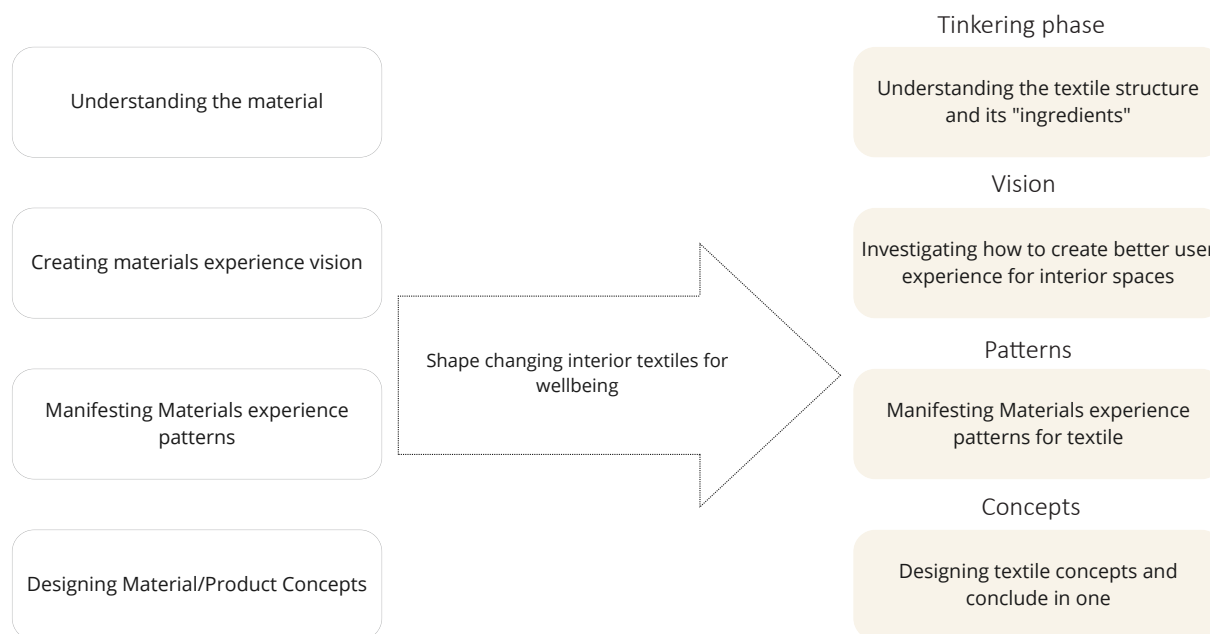 Understanding the material
Creating materials experience vision
Manifesting Materials experience
patterns
Designing Material/Product Concepts
Shape changing interior textiles for
wellbeing
Tinkering phase
Understanding the textile structure
and its "ingredients"
Vision
Investigating how to create better user
experience for interior spaces
Patterns
Manifesting Materials experience
patterns for textile
Concepts
Designing textile concepts and
conclude in one